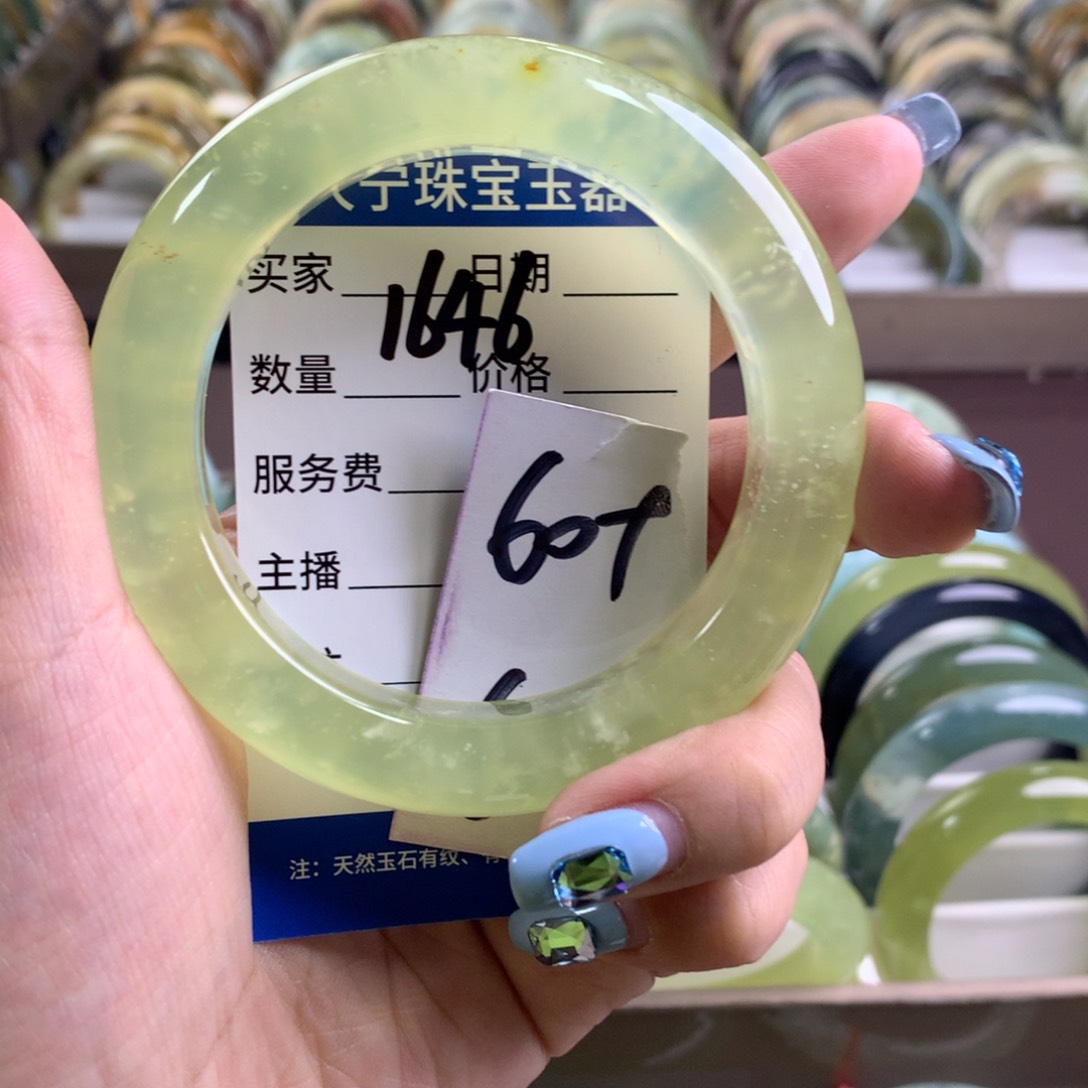 宁珠宝玉器
买家 日期
1646
数量 价格
服务费
60+
主播
注：天然玉石有纹、